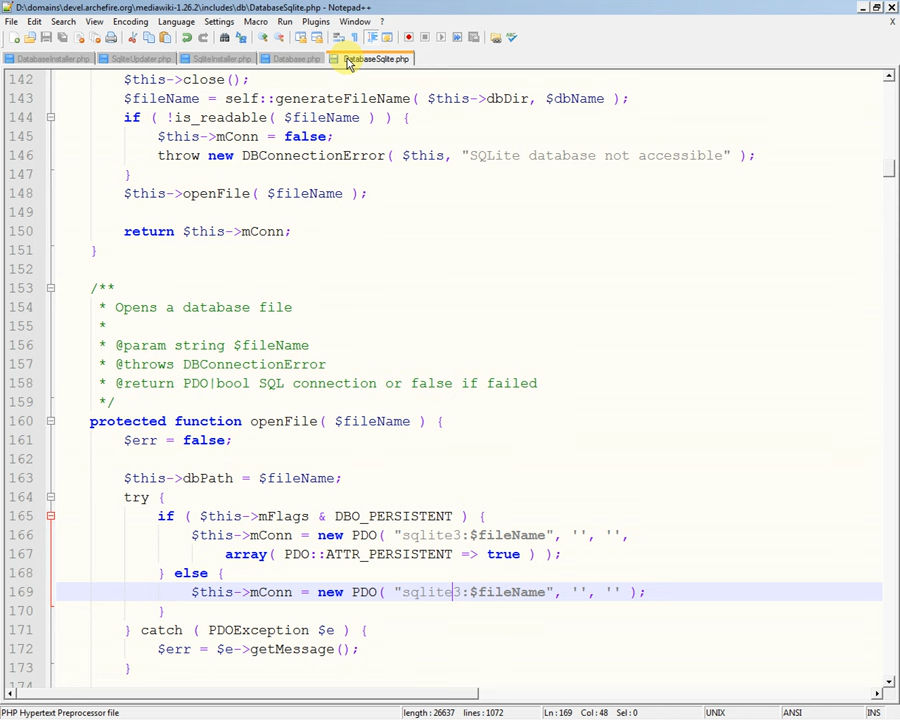 D:\domains\devel.archefire.org\mediawiki-1.26.2\includes\db\DatabaseSqlite.php - Notepad++
File Edit Search View Encoding Language Settings Macro Run Plugins Window ? X
DatabaseInstaller.php SqliteUpdater.php SqliteInstaller.php Database.php DatabaseSqlite.php
142 $this->close();
143 $fileName = self::generateFileName( $this->dbDir, $dbName );
144 if ( !is_readable( $fileName ) ) {
145 $this->mConn = false;
146 throw new DBConnectionError( $this, "SQLite database not accessible" );
147 }
148 $this->openFile( $fileName );
149
150 return $this->mConn;
151 }
152
153 /**
154 * Opens a database file
155 *
156 * @param string $fileName
157 * @throws DBConnectionError
158 * @return PDO|bool SQL connection or false if failed
159 */
160 protected function openFile( $fileName ) {
161 $err = false;
162
163 $this->dbPath = $fileName;
164 try {
165 if ( $this->mFlags & DBO_PERSISTENT ) {
166 $this->mConn = new PDO( "sqlite3:$fileName", '', '',
167 array( PDO::ATTR_PERSISTENT => true ) );
168 } else {
169 $this->mConn = new PDO( "sqlite3:$fileName", '', '' );
170 }
171 } catch ( PDOException $e ) {
172 $err = $e->getMessage();
173 }
PHP Hypertext Preprocessor file length : 26637 lines : 1072 Ln : 169 Col : 48 Sel : 0 UNIX ANSI INS